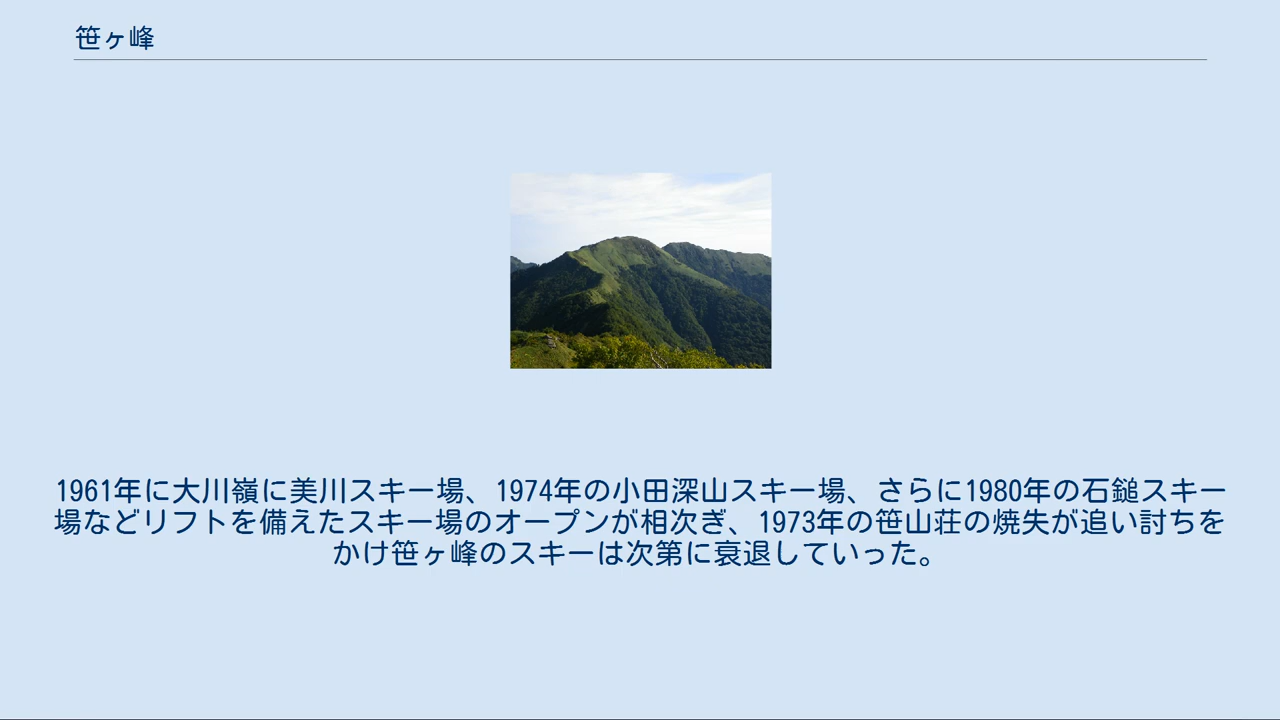 笹ヶ峰
1961年に大川嶺に美川スキー場、1974年の小田深山スキー場、さらに1980年の石鎚スキー
場などリフトを備えたスキー場のオープンが相次ぎ、1973年の笹山荘の焼失が追い討ちを
かけ笹ヶ峰のスキーは次第に衰退していった。